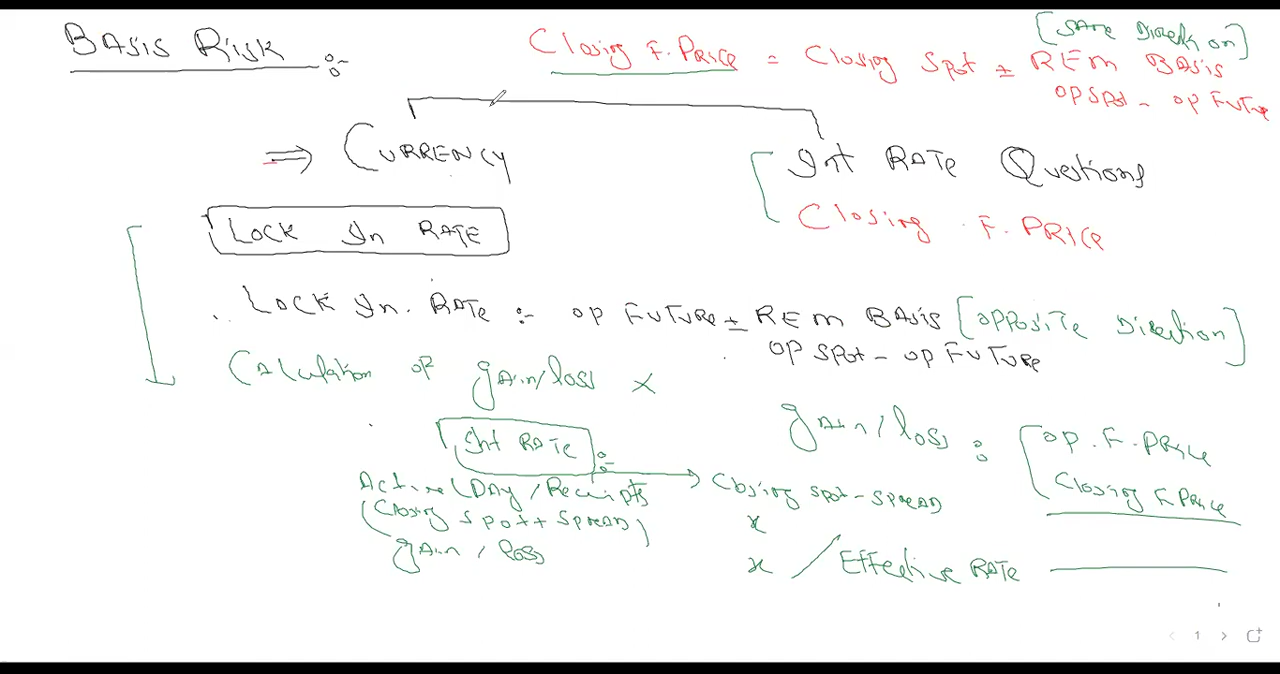 BASIS RISK :-
[SAME DIRECTION]
CLOSING F. PRICE = CLOSING SPOT ± REM BASIS
OP SPOT - OP FUTURE
⇒ CURRENCY
INT RATE QUESTIONS
CLOSING F. PRICE
LOCK IN RATE
LOCK IN. RATE :- OP FUTURE ± REM BASIS [OPPOSITE DIRECTION]
OP SPOT - OP FUTURE
CALCULATION OF GAIN/LOSS X
GAIN/LOSS : OP. F. PRICE
CLOSING F PRICE
INT RATE :-
/Receipts → CLOSING SPOT - SPREAD
(CLOSING SPOT + SPREAD)
x
GAIN / LOSS
x / EFFECTIVE RATE
1